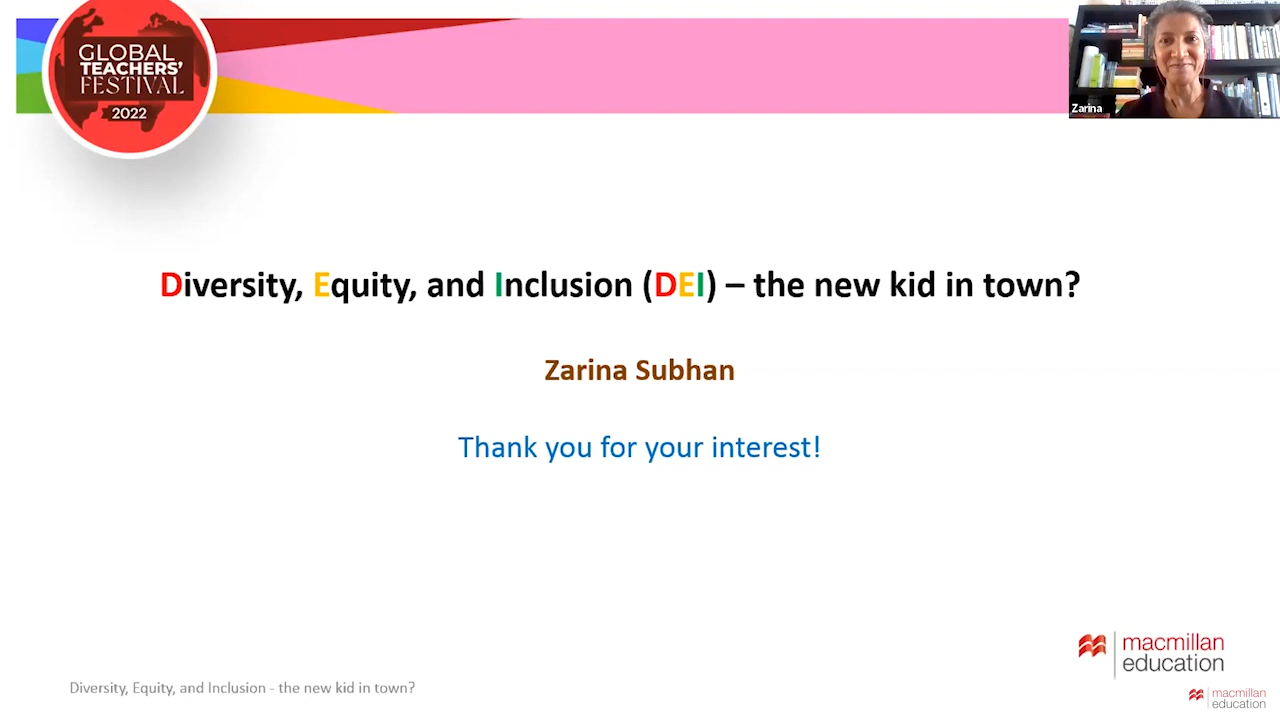 GLOBAL
TEACHERS'
FESTIVAL
2022
Zarina
Diversity, Equity, and Inclusion (DEI) – the new kid in town?
Zarina Subhan
Thank you for your interest!
macmillan
education
Diversity, Equity, and Inclusion - the new kid in town?
macmillan
education